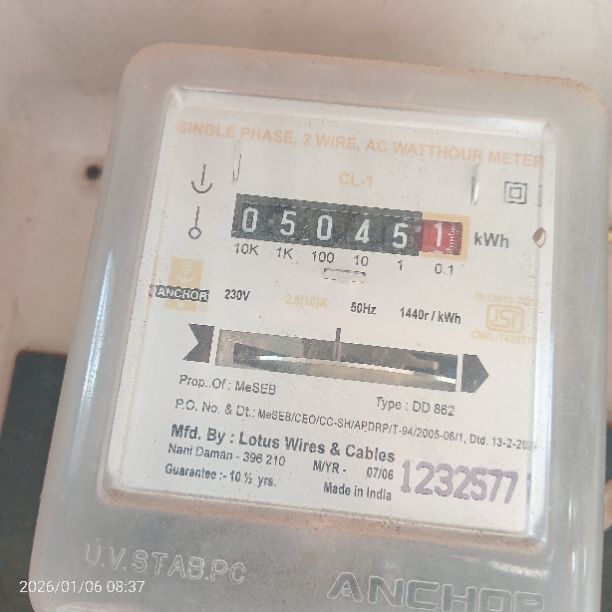 SINGLE PHASE, 2 WIRE, AC WATTHOUR METER
CL-1
0 5 0 4 5 1 kWh
10K 1K 100 10 1 0.1
ANCHOR 230V 2.5(10)A 50Hz 1440r / kWh
Prop. Of : MeSEB Type : DD 862
P.O. No. & Dt.: MeSEB/CEO/CC-SH/APDRP/T-94/2005-06/1, Dtd. 13-2-
Mfd. By : Lotus Wires & Cables
Nani Daman - 396 210 M/YR - 07/06
Guarantee :- 10 ½ yrs. Made in India 1232577
U.V.STAB.PC ANCHOR
2026/01/06 08:37